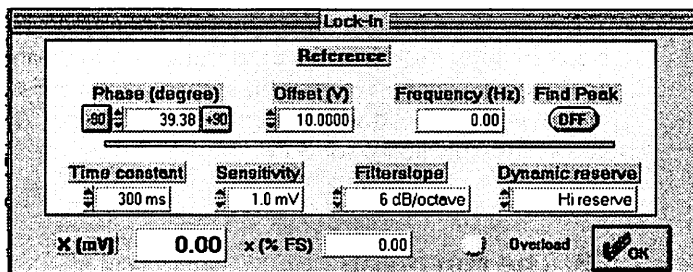 Lock-in
Reference
Phase (degree) Offset (V) Frequency (Hz) Find Peak
-90 39.38 +90 10.0000 0.00 OFF
Time constant Sensitivity Filterslope Dynamic reserve
300 ms 1.0 mV 6 dB/octave Hi reserve
X (mV) 0.00 x (% FS) 0.00 Overload OK